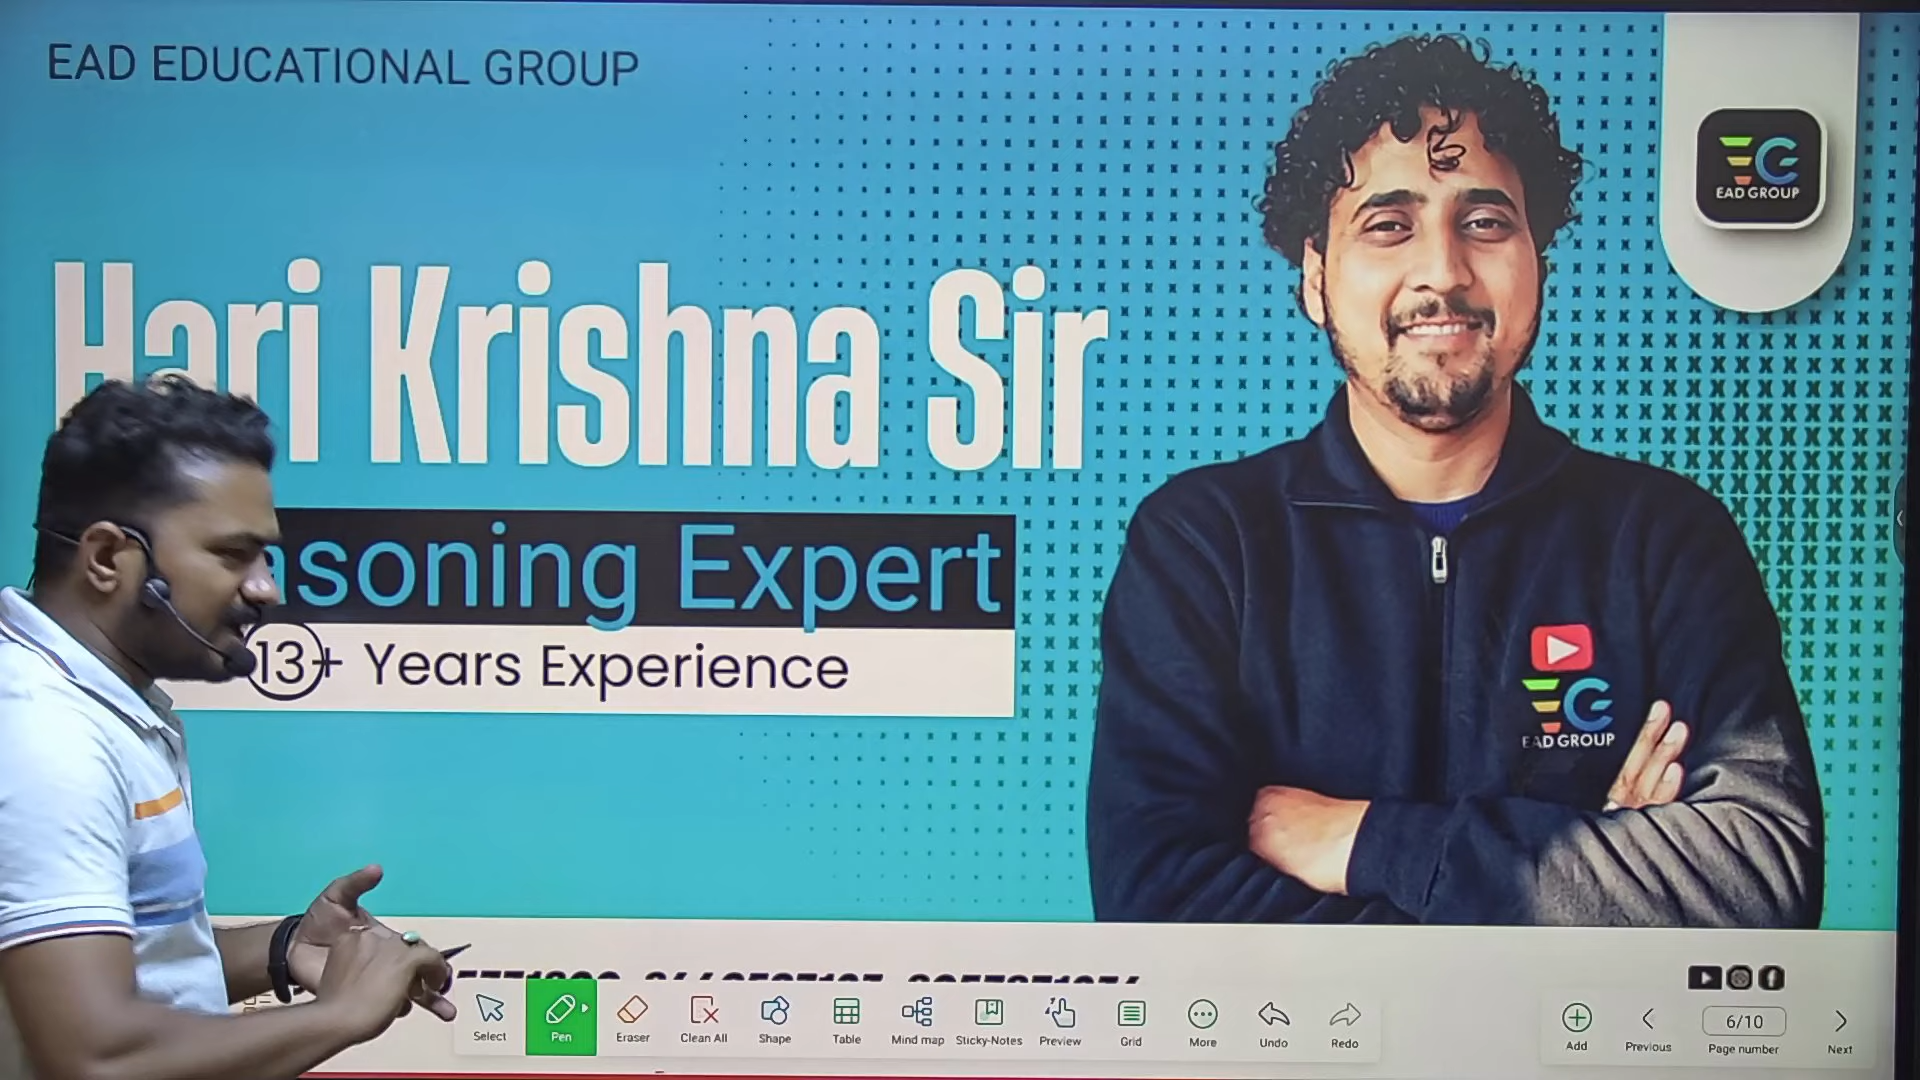 EAD EDUCATIONAL GROUP
EG
EAD GROUP
Hari Krishna Sir
asoning Expert
13+ Years Experience
EG
EAD GROUP
Select
Pen
Eraser
Clean All
Shape
Table
Mind map
Sticky-Notes
Preview
Grid
More
Undo
Redo
Add
Previous
6/10
Page number
Next